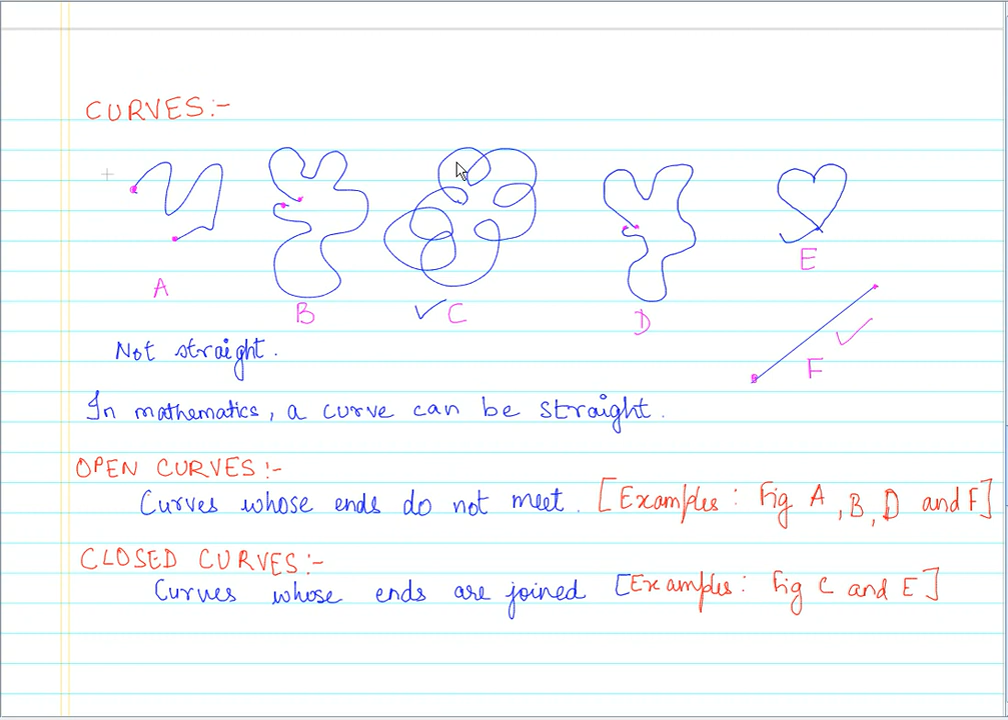 CURVES:-
A
B
C
D
E
F
Not straight.
In mathematics, a curve can be straight.
OPEN CURVES:-
Curves whose ends do not meet. [Examples: Fig A, B, D and F]
CLOSED CURVES:-
Curves whose ends are joined [Examples: Fig C and E]